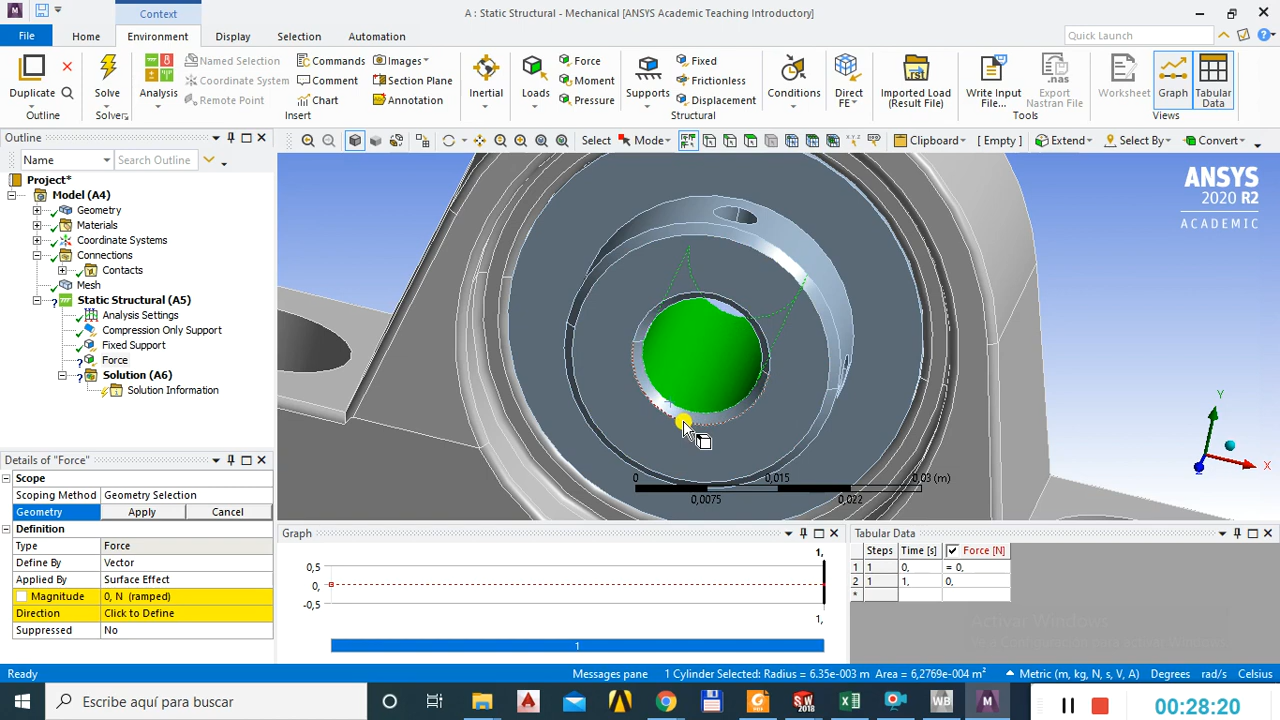 Context
A : Static Structural - Mechanical [ANSYS Academic Teaching Introductory]
File Home Environment Display Selection Automation Quick Launch
Duplicate Outline
Solve Solver
Analysis
Named Selection
Coordinate System
Remote Point
Commands
Comment
Chart
Images
Section Plane
Annotation
Insert
Inertial
Loads
Force
Moment
Pressure
Supports
Fixed
Frictionless
Displacement
Structural
Conditions
Direct FE
Imported Load (Result File)
Write Input File...
Export Nastran File
.nas
Tools
Worksheet
Graph
Tabular Data
Views
Outline
Select Mode Clipboard [ Empty ] Extend Select By Convert
Name Search Outline
Project*
Model (A4)
Geometry
Materials
Coordinate Systems
Connections
Contacts
Mesh
Static Structural (A5)
Analysis Settings
Compression Only Support
Fixed Support
Force
Solution (A6)
Solution Information
ANSYS
2020 R2
ACADEMIC
Y
X
0 0,015 0,03 (m)
0,0075 0,022
Details of "Force"
Scope
Scoping Method Geometry Selection
Geometry Apply Cancel
Definition
Type Force
Define By Vector
Applied By Surface Effect
Magnitude 0, N (ramped)
Direction Click to Define
Suppressed No
Graph
1,
0,5
0,
-0,5
1,
1
Tabular Data
Steps Time [s] Force [N]
1 1 0, = 0,
2 1 1, 0,
*
Activar Windows
Ready Messages pane 1 Cylinder Selected: Radius = 6.35e-003 m Area = 6,2769e-004 m² Metric (m, kg, N, s, V, A) Degrees rad/s Celsius
Escribe aquí para buscar
00:28:20